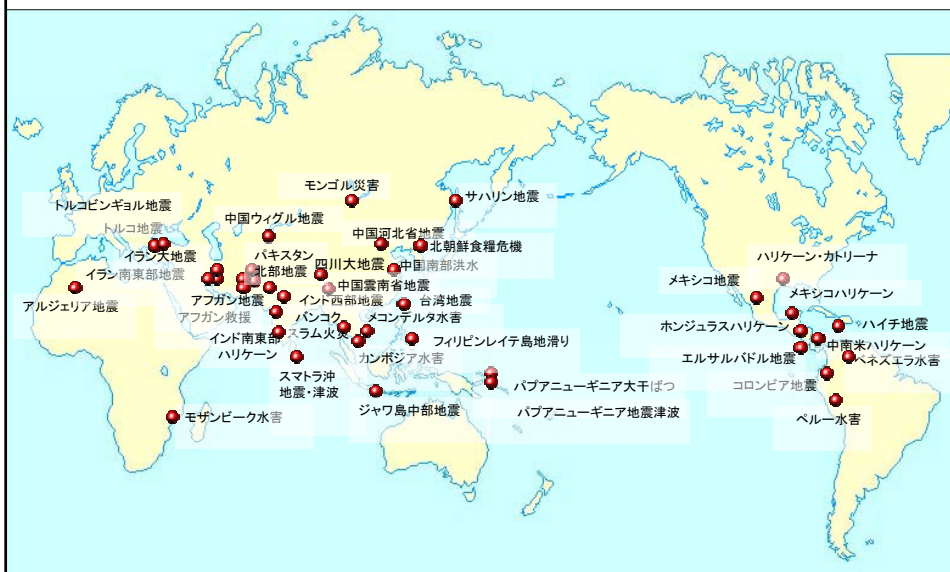 モンゴル災害
サハリン地震
トルコビンギョル地震
トルコ地震
中国ウィグル地震
中国河北省地震
北朝鮮食糧危機
イラン大地震
イラン南東部地震
パキスタン
北部地震
四川大地震
中国南部洪水
ハリケーン・カトリーナ
メキシコ地震
メキシコハリケーン
アルジェリア地震
アフガン地震
アフガン救援
中国雲南省地震
インド西部地震
台湾地震
バンコク
スラム火災
メコンデルタ水害
インド南東部
ハリケーン
フィリピンレイテ島地滑り
カンボジア水害
ホンジュラスハリケーン
ハイチ地震
中南米ハリケーン
エルサルバドル地震
ベネズエラ水害
スマトラ沖
地震・津波
コロンビア地震
パプアニューギニア大干ばつ
ジャワ島中部地震
パプアニューギニア地震津波
モザンビーク水害
ペルー水害